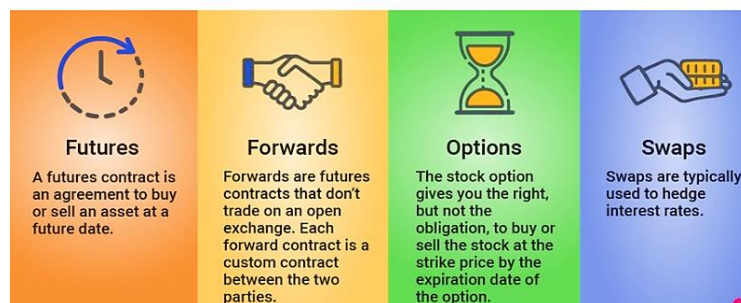 Futures
A futures contract is
an agreement to buy
or sell an asset at a
future date.
Forwards
Forwards are futures
contracts that don't
trade on an open
exchange. Each
forward contract is a
custom contract
between the two
parties.
Options
The stock option
gives you the right,
but not the
obligation, to buy or
sell the stock at the
strike price by the
expiration date of
the option.
Swaps
Swaps are typically
used to hedge
interest rates.